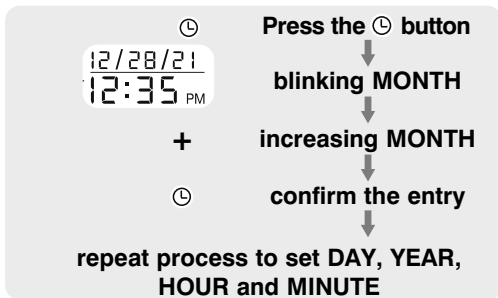 Press the button
12/28/21
12:35 PM
blinking MONTH
+ increasing MONTH
confirm the entry
repeat process to set DAY, YEAR,
HOUR and MINUTE